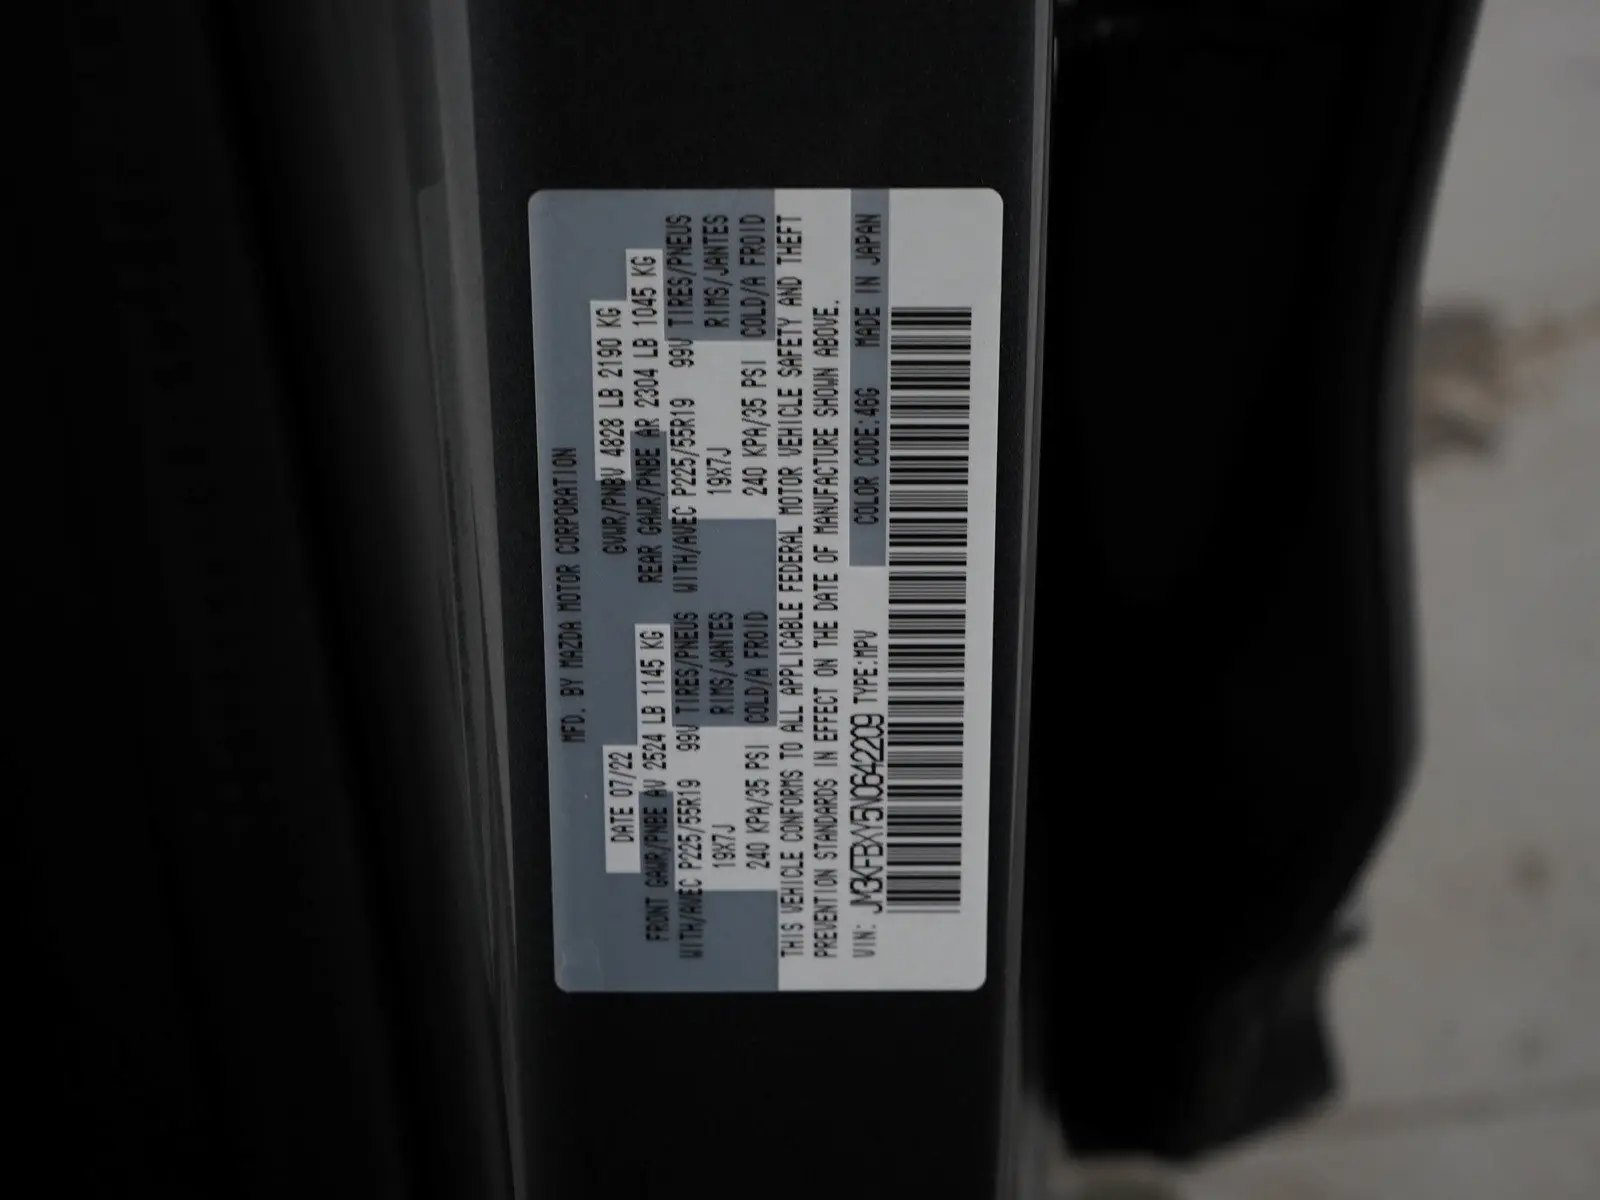 MFD. BY MAZDA MOTOR CORPORATION
DATE 07/22 GVWR/PNBV 4828 LB 2190 KG
FRONT GAWR/PNBE AV 2524 LB 1145 KG REAR GAWR/PNBE AR 2304 LB 1045 KG
WITH/AVEC P225/55R19 99V TIRES/PNEUS WITH/AVEC P225/55R19 99V TIRES/PNEUS
19X7J RIMS/JANTES 19X7J RIMS/JANTES
240 KPA/35 PSI COLD/A FROID 240 KPA/35 PSI COLD/A FROID
THIS VEHICLE CONFORMS TO ALL APPLICABLE FEDERAL MOTOR VEHICLE SAFETY AND THEFT
PREVENTION STANDARDS IN EFFECT ON THE DATE OF MANUFACTURE SHOWN ABOVE.
VIN: JM3KFBXY5N0642209 TYPE:MPV COLOR CODE:46G MADE IN JAPAN